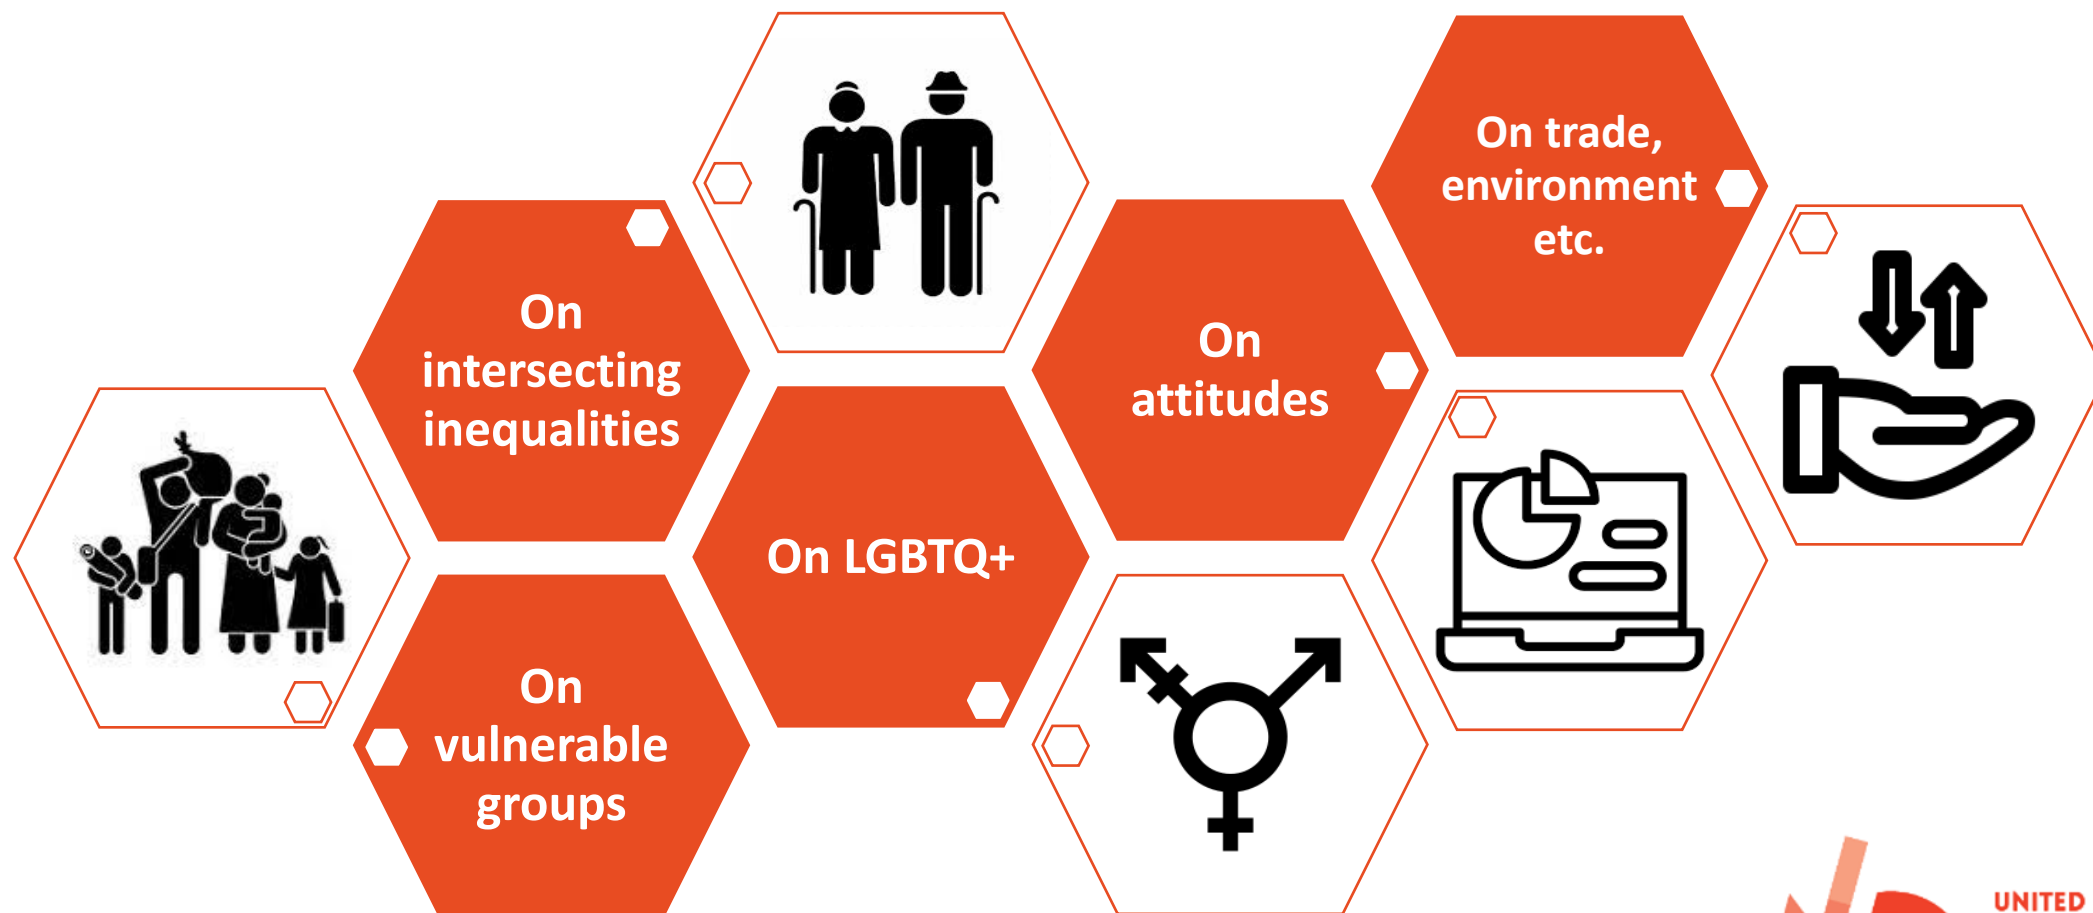 On
intersecting
inequalities
On
vulnerable
groups
On LGBTQ+
On
attitudes
On trade,
environment
etc.
UNITED